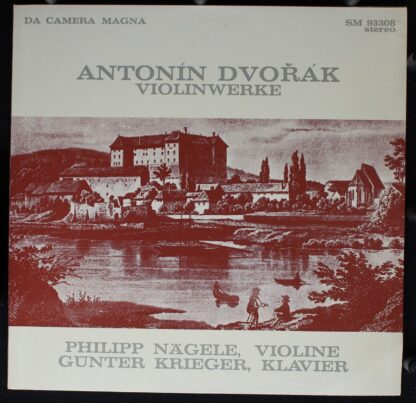 DA CAMERA MAGNA
SM 93306
stereo
ANTONÍN DVOŘÁK
VIOLINWERKE
PHILIPP NÄGELE, VIOLINE
GÜNTER KRIEGER, KLAVIER